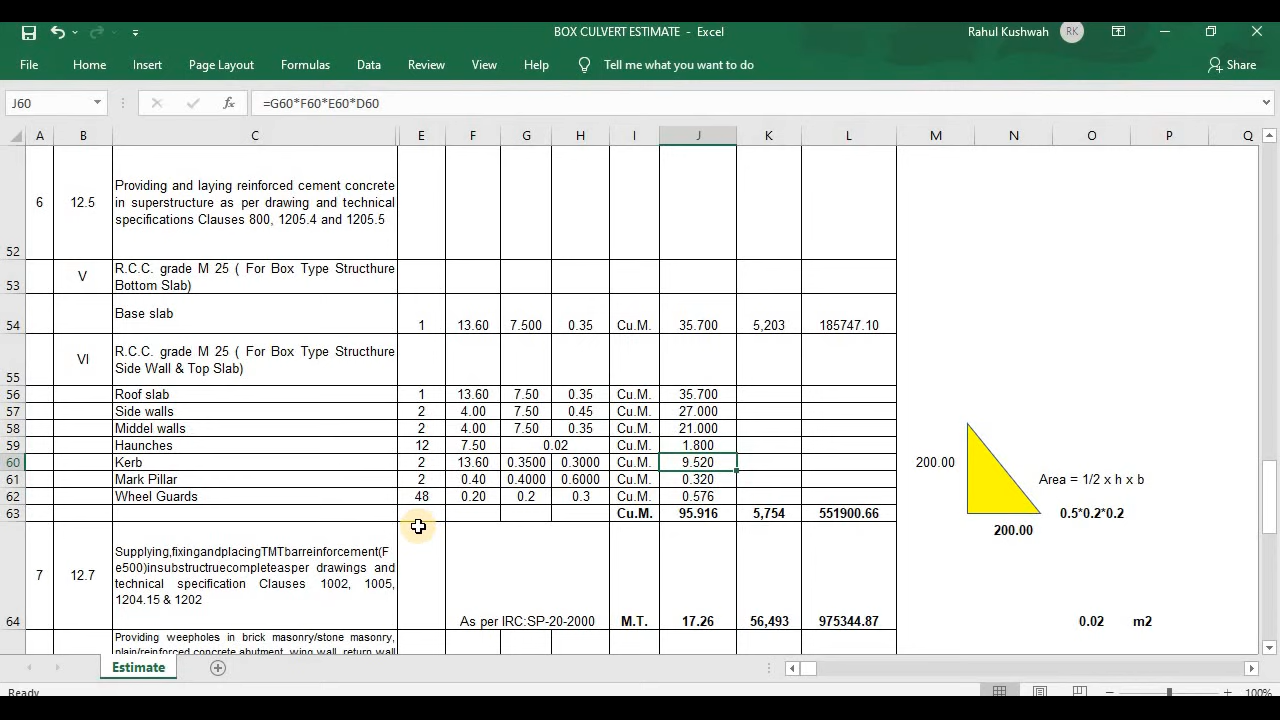 BOX CULVERT ESTIMATE - Excel
Rahul Kushwah RK
File Home Insert Page Layout Formulas Data Review View Help Tell me what you want to do Share
J60 fx =G60*F60*E60*D60
A B C E F G H I J K L M N O P Q
Providing and laying reinforced cement concrete
6 12.5 in superstructure as per drawing and technical
specifications Clauses 800, 1205.4 and 1205.5
52
V R.C.C. grade M 25 ( For Box Type Structhure
53 Bottom Slab)
Base slab
54 1 13.60 7.500 0.35 Cu.M. 35.700 5,203 185747.10
VI R.C.C. grade M 25 ( For Box Type Structhure
Side Wall & Top Slab)
55
56 Roof slab 1 13.60 7.50 0.35 Cu.M. 35.700
57 Side walls 2 4.00 7.50 0.45 Cu.M. 27.000
58 Middel walls 2 4.00 7.50 0.35 Cu.M. 21.000
59 Haunches 12 7.50 0.02 Cu.M. 1.800
60 Kerb 2 13.60 0.3500 0.3000 Cu.M. 9.520
61 Mark Pillar 2 0.40 0.4000 0.6000 Cu.M. 0.320
62 Wheel Guards 48 0.20 0.2 0.3 Cu.M. 0.576
63 Cu.M. 95.916 5,754 551900.66
200.00
Area = 1/2 x h x b
0.5*0.2*0.2
200.00
Supplying,fixingandplacingTMTbarreinforcement(F
7 12.7 e500)insubstructruecompleteasper drawings and
technical specification Clauses 1002, 1005,
1204.15 & 1202
64 As per IRC:SP-20-2000 M.T. 17.26 56,493 975344.87 0.02 m2
Providing weepholes in brick masonry/stone masonry,
plain/reinforced concrete abutment, wing wall, return wall
Estimate
Ready 100%